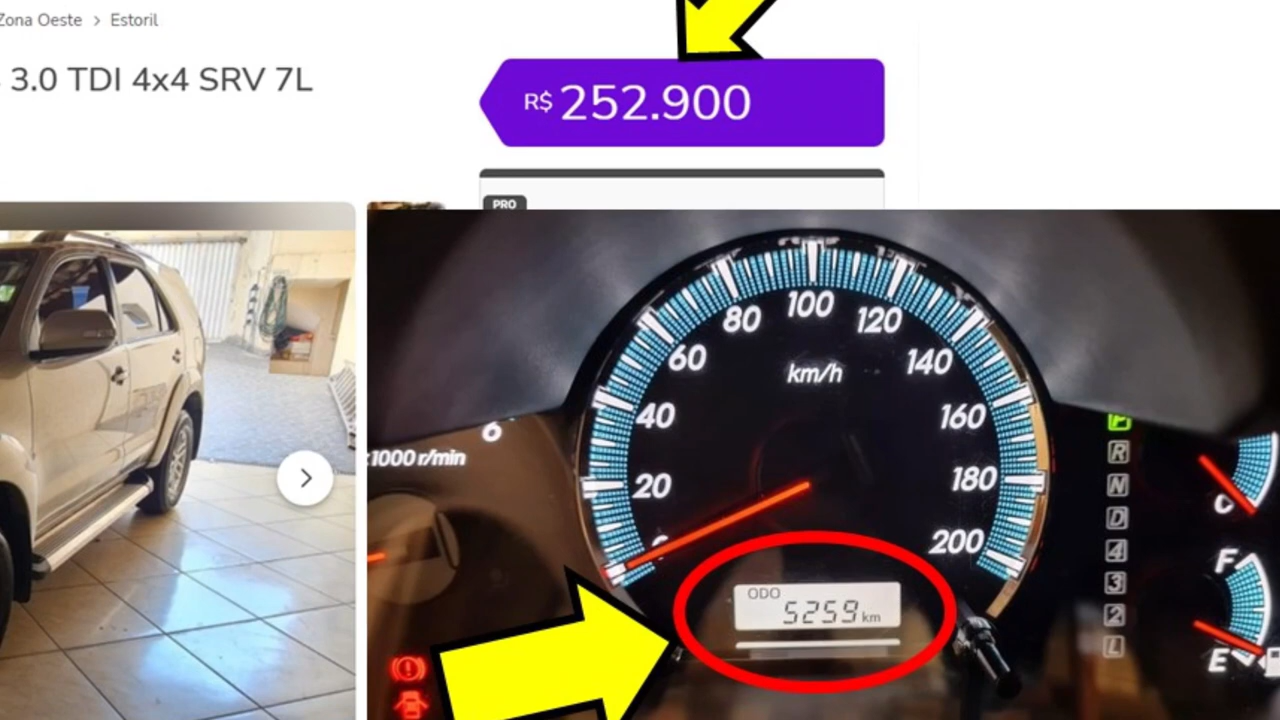 Zona Oeste > Estoril
3.0 TDI 4x4 SRV 7L
R$ 252.900
PRO
80 100 120
60 km/h 140
40 160
20 180
200
6
x1000 r/min
P
R
N
D
4
3
2
L
C
F
E
ODO
5259 km